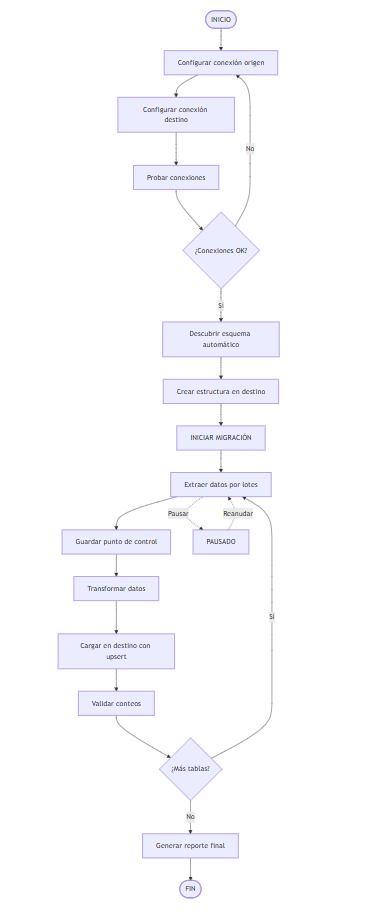 INICIO
Configurar conexión origen
Configurar conexión
destino
Probar conexiones
No
¿Conexiones OK?
Sí
Descubrir esquema
automático
Crear estructura en destino
INICIAR MIGRACIÓN
Extraer datos por lotes
Pausar
Reanudar
Guardar punto de control
PAUSADO
Transformar datos
Sí
Cargar en destino con
upsert
Validar conteos
¿Más tablas?
No
Generar reporte final
FIN